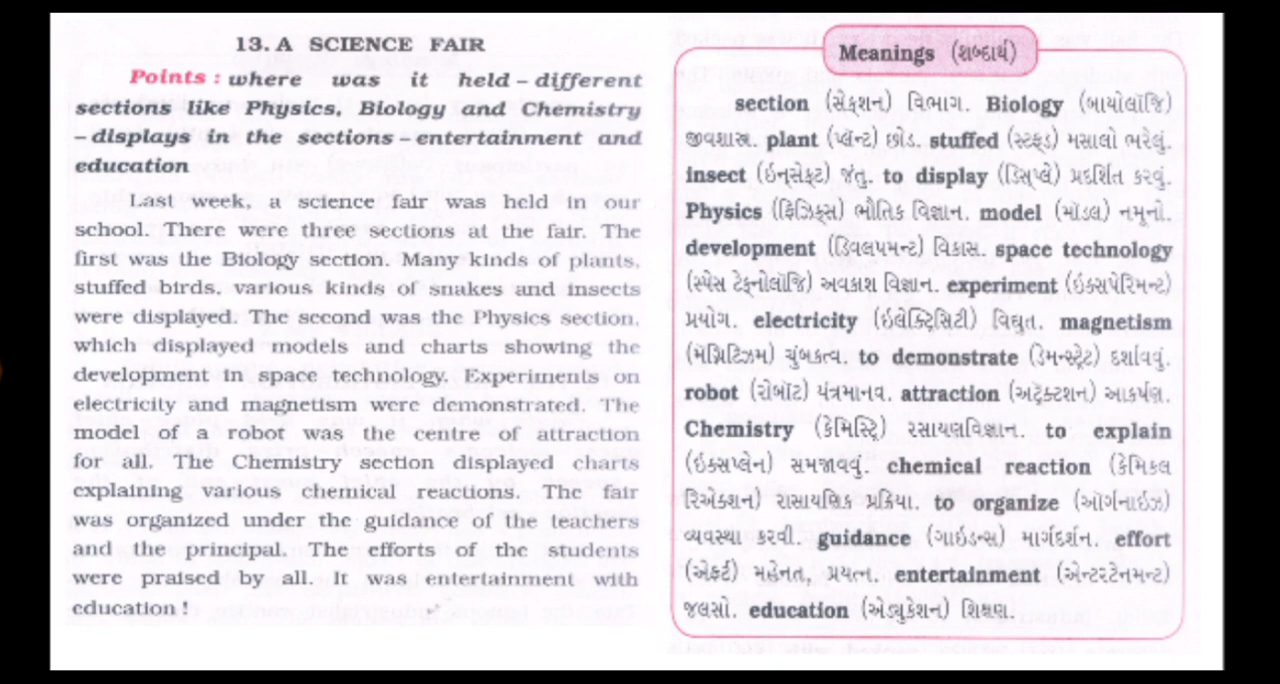 13. A SCIENCE FAIR
Points : where was it held – different
sections like Physics, Biology and Chemistry
– displays in the sections – entertainment and
education
Last week, a science fair was held in our
school. There were three sections at the fair. The
first was the Biology section. Many kinds of plants,
stuffed birds, various kinds of snakes and insects
were displayed. The second was the Physics section,
which displayed models and charts showing the
development in space technology. Experiments on
electricity and magnetism were demonstrated. The
model of a robot was the centre of attraction
for all. The Chemistry section displayed charts
explaining various chemical reactions. The fair
was organized under the guidance of the teachers
and the principal. The efforts of the students
were praised by all. It was entertainment with
education !
Meanings (શબ્દાર્થ)
section (સેક્શન) વિભાગ. Biology (બાયોલૉજિ)
જીવશાસ્ત્ર. plant (પ્લૅન્ટ) છોડ. stuffed (સ્ટફ્ડ) મસાલો ભરેલું.
insect (ઇન્સેક્ટ) જંતુ. to display (ડિસ્પ્લે) પ્રદર્શિત કરવું.
Physics (ફિઝિક્સ) ભૌતિક વિજ્ઞાન. model (મૉડલ) નમૂનો.
development (ડિવલપમન્ટ) વિકાસ. space technology
(સ્પેસ ટેક્નોલૉજિ) અવકાશ વિજ્ઞાન. experiment (ઇક્સપેરિમન્ટ)
પ્રયોગ. electricity (ઇલેક્ટ્રિસિટી) વિદ્યુત. magnetism
(મૅગ્નિટિઝમ) ચુંબકત્વ. to demonstrate (ડેમન્સ્ટ્રેટ) દર્શાવવું.
robot (રોબૉટ) યંત્રમાનવ. attraction (અટ્રૅક્ટશન) આકર્ષણ.
Chemistry (કેમિસ્ટ્રિ) રસાયણવિજ્ઞાન. to explain
(ઇક્સપ્લેન) સમજાવવું. chemical reaction (કેમિકલ
રિએક્શન) રાસાયણિક પ્રક્રિયા. to organize (ઑર્ગનાઇઝ)
વ્યવસ્થા કરવી. guidance (ગાઇડન્સ) માર્ગદર્શન. effort
(એફર્ટ) મહેનત, પ્રયત્ન. entertainment (એન્ટરટેનમન્ટ)
જલસો. education (એજ્યુકેશન) શિક્ષણ.